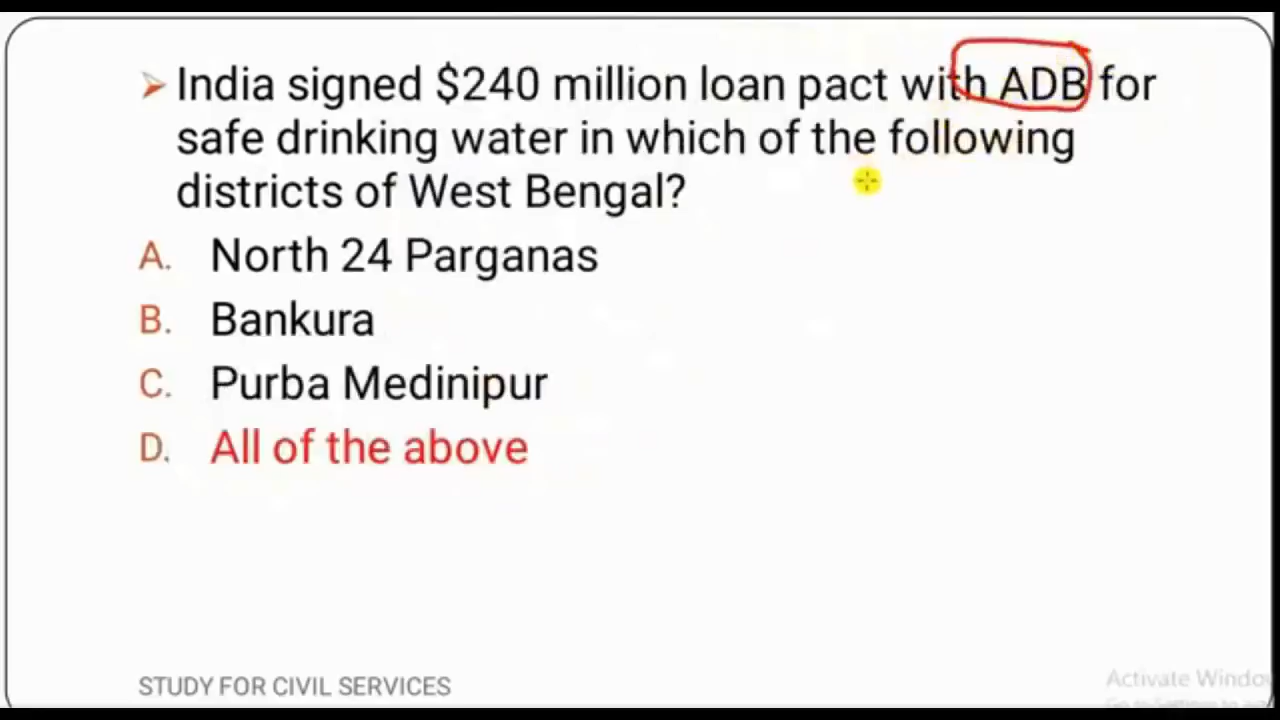 India signed $240 million loan pact with ADB for
safe drinking water in which of the following
districts of West Bengal?
A. North 24 Parganas
B. Bankura
C. Purba Medinipur
D. All of the above
STUDY FOR CIVIL SERVICES
Activate Windo